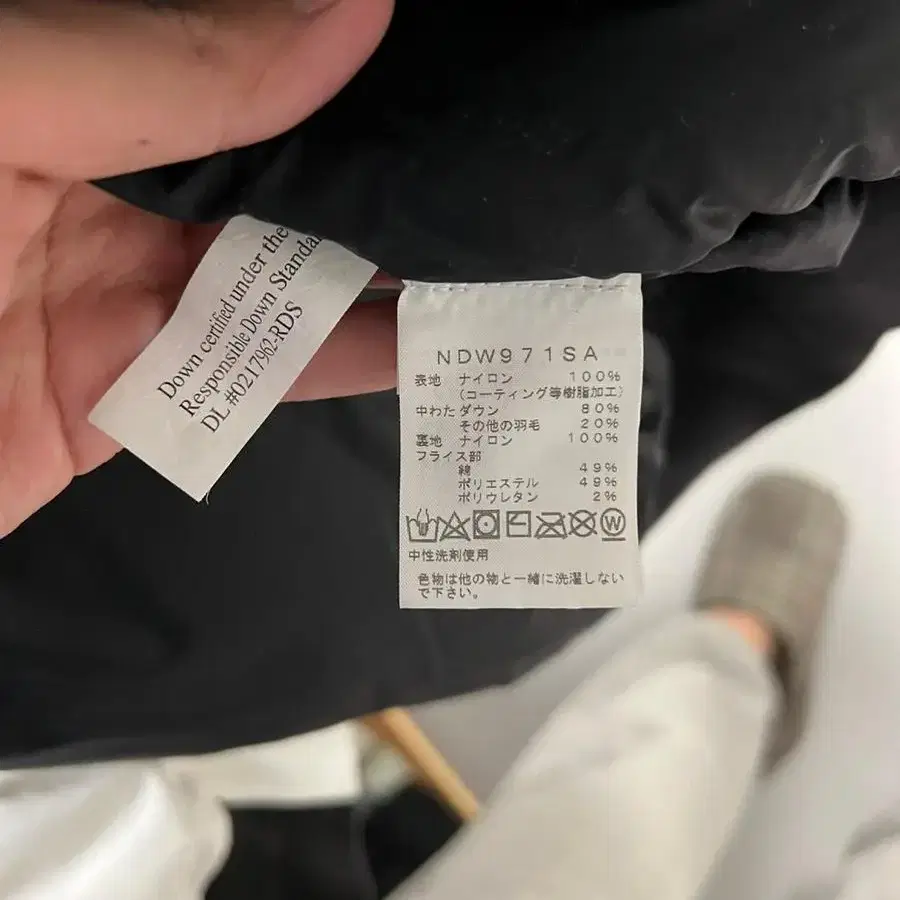 Down certified under the
Responsible Down Standa
DL #0217962-RDS
NDW971SA
表地 ナイロン 100%
(コーティング等樹脂加工)
中わた ダウン 80%
その他の羽毛 20%
裏地 ナイロン 100%
フライス部
綿 49%
ポリエステル 49%
ポリウレタン 2%
W
中性洗剤使用
色物は他の物と一緒に洗濯しない
で下さい。